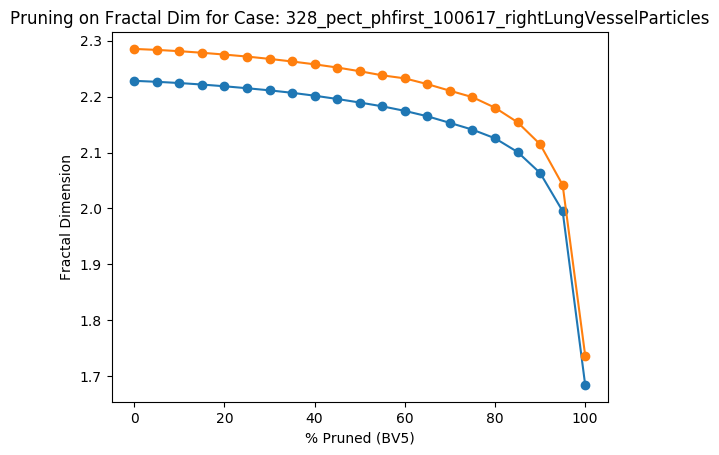 Pruning on Fractal Dim for Case: 328_pect_phfirst_100617_rightLungVesselParticles
2.3
2.2
2.1
2.0
1.9
1.8
1.7
Fractal Dimension
0 20 40 60 80 100
% Pruned (BV5)